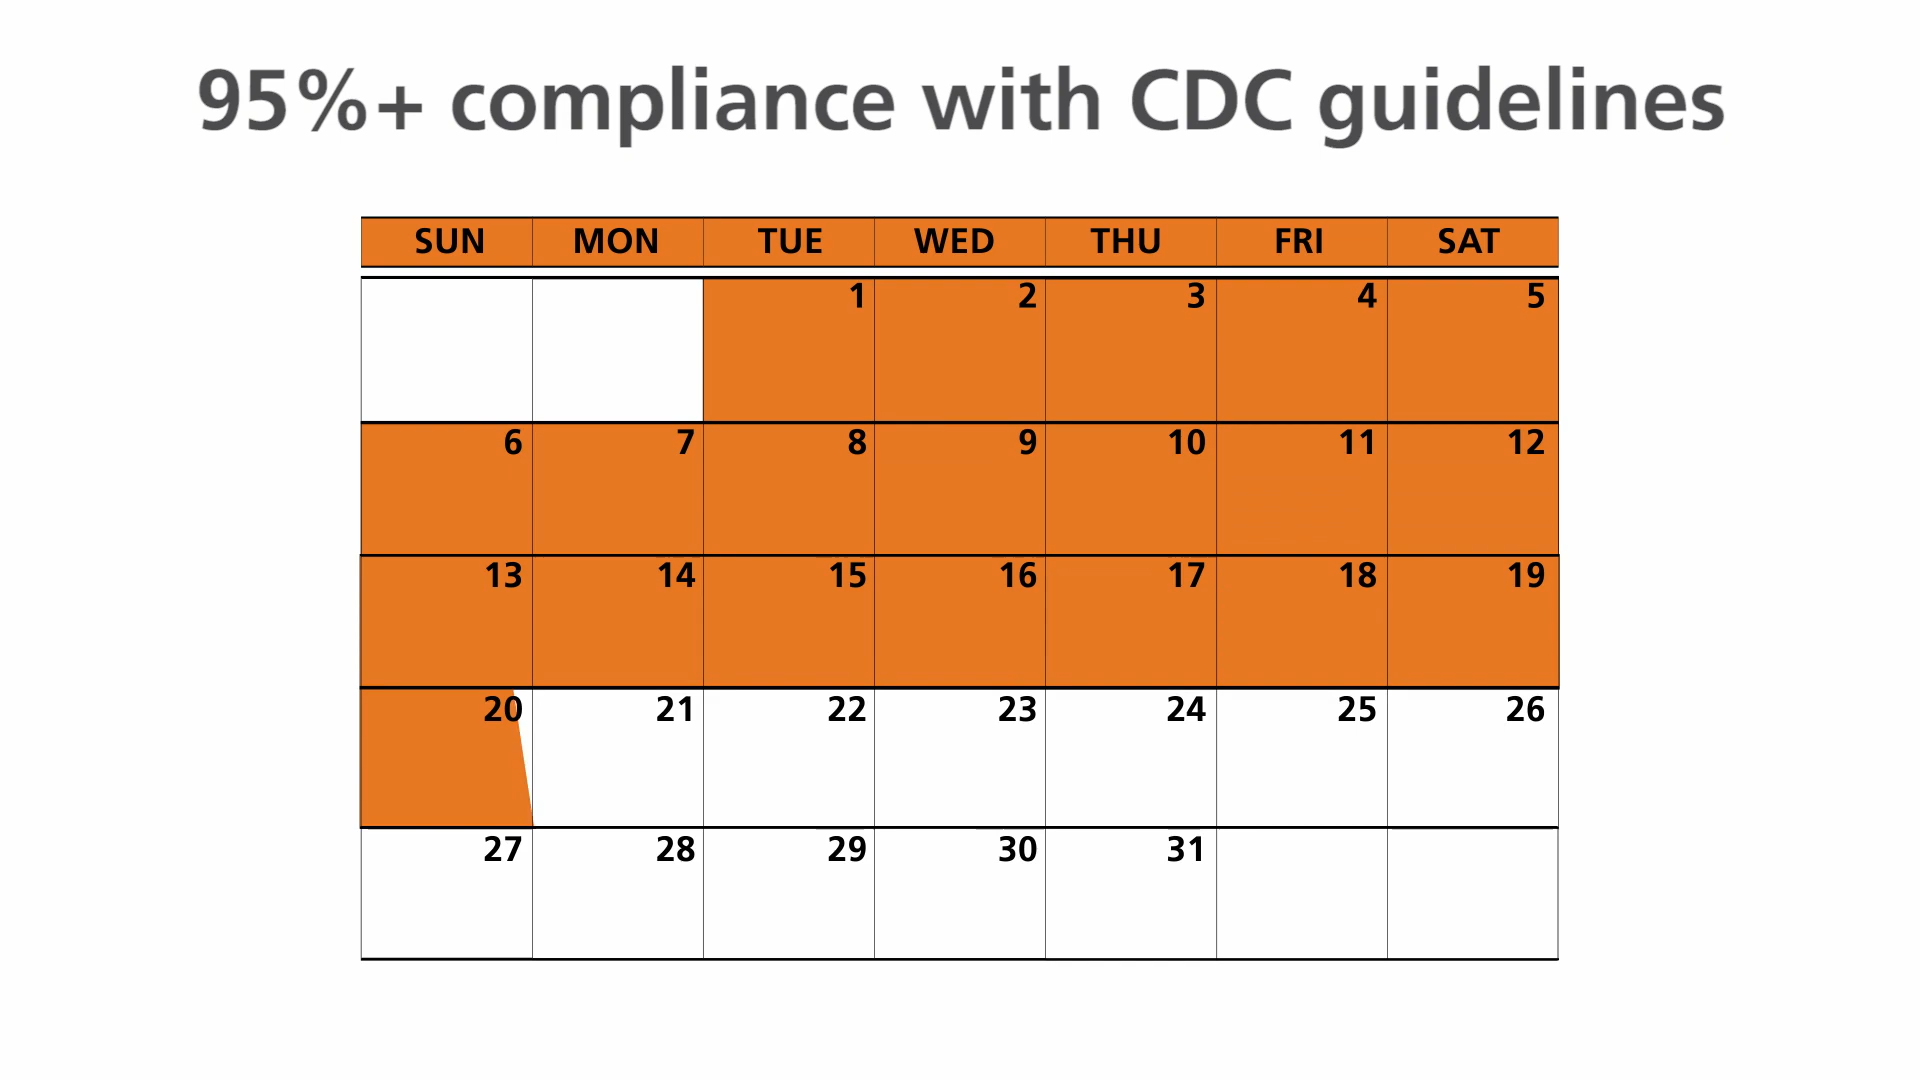 95%+ compliance with CDC guidelines
SUN MON TUE WED THU FRI SAT
1 2 3 4 5
6 7 8 9 10 11 12
13 14 15 16 17 18 19
20 21 22 23 24 25 26
27 28 29 30 31